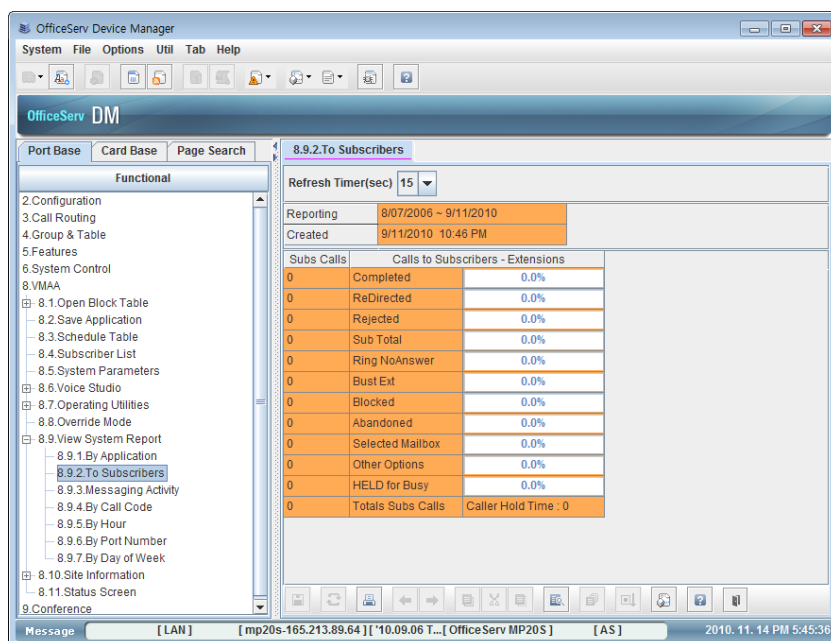 OfficeServ Device Manager
System File Options Util Tab Help
OfficeServ DM
Port Base Card Base Page Search
Functional
2.Configuration
3.Call Routing
4.Group & Table
5.Features
6.System Control
8.VMAA
8.1.Open Block Table
8.2.Save Application
8.3.Schedule Table
8.4.Subscriber List
8.5.System Parameters
8.6.Voice Studio
8.7.Operating Utilities
8.8.Override Mode
8.9.View System Report
8.9.1.By Application
8.9.2.To Subscribers
8.9.3.Messaging Activity
8.9.4.By Call Code
8.9.5.By Hour
8.9.6.By Port Number
8.9.7.By Day of Week
8.10.Site Information
8.11.Status Screen
9.Conference
8.9.2.To Subscribers
Refresh Timer(sec) 15
Reporting 8/07/2006 ~ 9/11/2010
Created 9/11/2010 10:46 PM
Subs Calls Calls to Subscribers - Extensions
0 Completed 0.0%
0 ReDirected 0.0%
0 Rejected 0.0%
0 Sub Total 0.0%
0 Ring NoAnswer 0.0%
0 Bust Ext 0.0%
0 Blocked 0.0%
0 Abandoned 0.0%
0 Selected Mailbox 0.0%
0 Other Options 0.0%
0 HELD for Busy 0.0%
0 Totals Subs Calls Caller Hold Time : 0
Message [ LAN ] [ mp20s-165.213.89.64 ] [ '10.09.06 T...[ OfficeServ MP20S ] [ AS ] 2010. 11. 14 PM 5:45:36